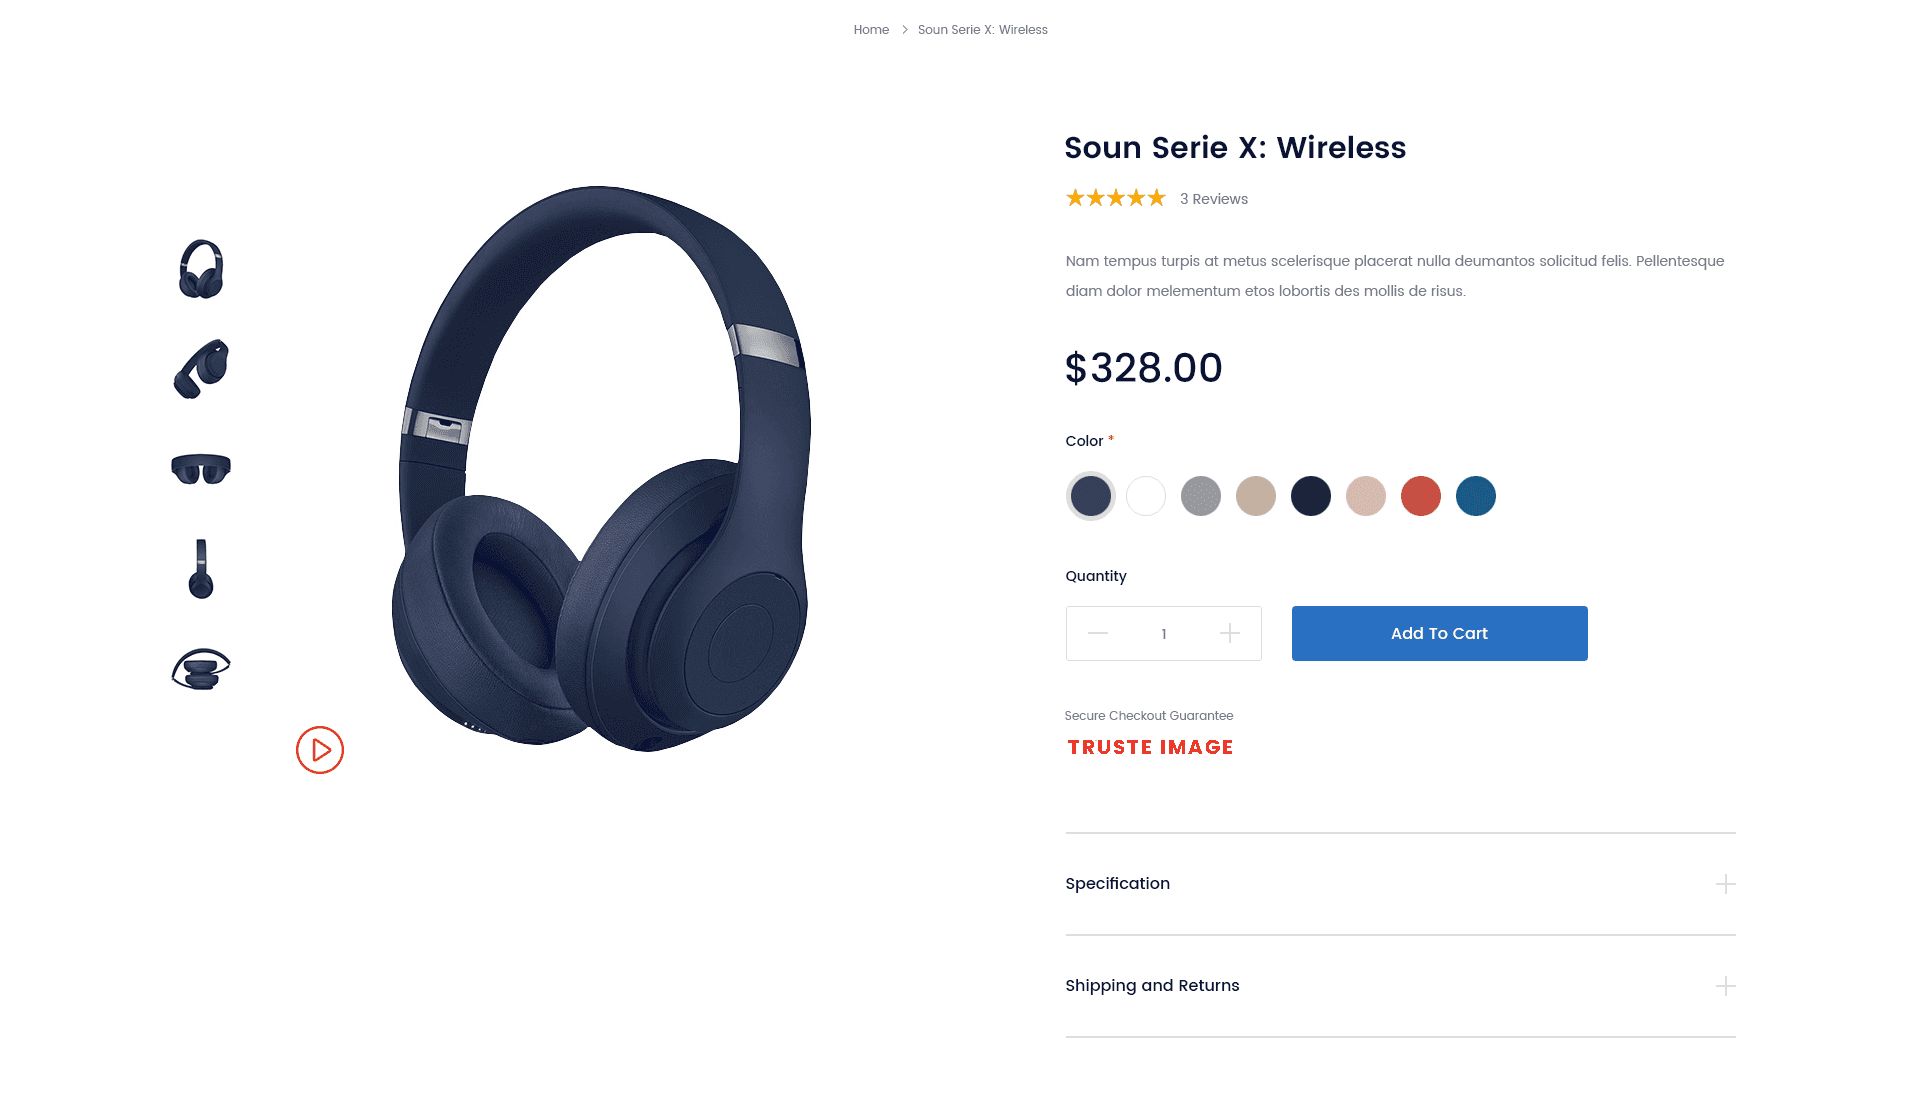 Home > Soun Serie X: Wireless
Soun Serie X: Wireless
3 Reviews
Nam tempus turpis at metus scelerisque placerat nulla deumantos solicitud felis. Pellentesque
diam dolor melementum etos lobortis des mollis de risus.
$328.00
Color *
Quantity
1
Add To Cart
Secure Checkout Guarantee
TRUSTE IMAGE
Specification
Shipping and Returns